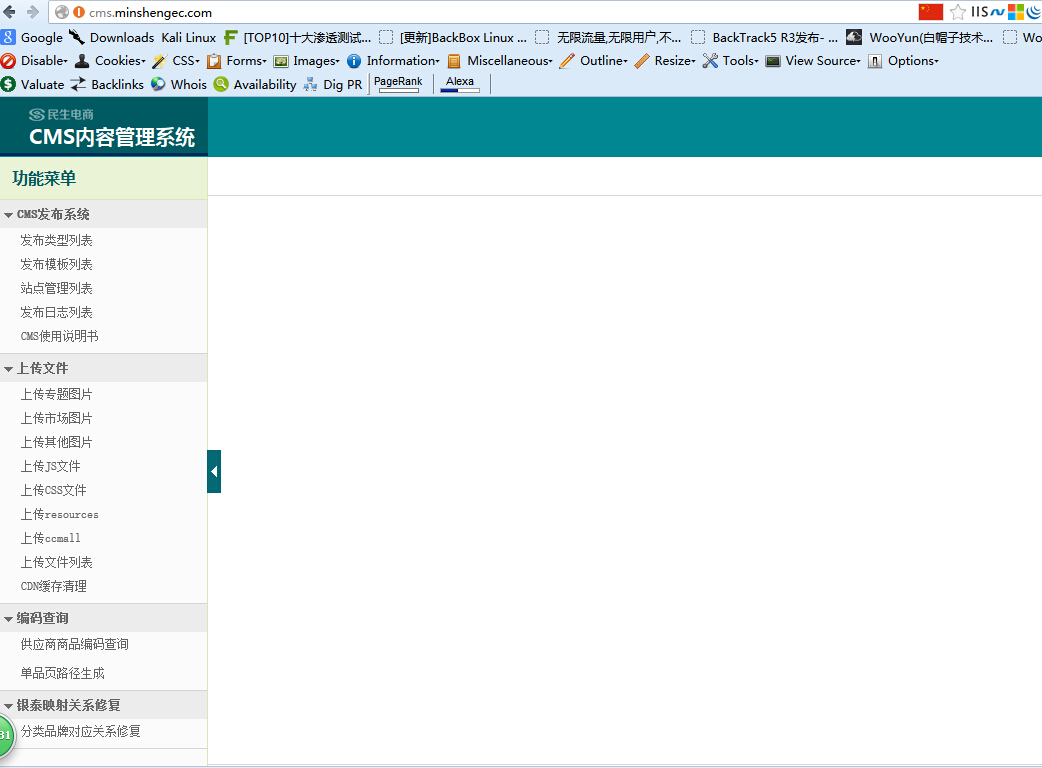 cms.minshengec.com IIS
Google Downloads Kali Linux [TOP10]十大渗透测试... [更新]BackBox Linux ... 无限流量,无限用户,不... BackTrack5 R3发布- ... WooYun(白帽子技术... Wo
Disable Cookies CSS Forms Images Information Miscellaneous Outline Resize Tools View Source Options
Valuate Backlinks Whois Availability Dig PR PageRank Alexa
民生电商
CMS内容管理系统
功能菜单
CMS发布系统
发布类型列表
发布模板列表
站点管理列表
发布日志列表
CMS使用说明书
上传文件
上传专题图片
上传市场图片
上传其他图片
上传JS文件
上传CSS文件
上传resources
上传ccmall
上传文件列表
CDN缓存清理
编码查询
供应商商品编码查询
单品页路径生成
银泰映射关系修复
分类品牌对应关系修复
31